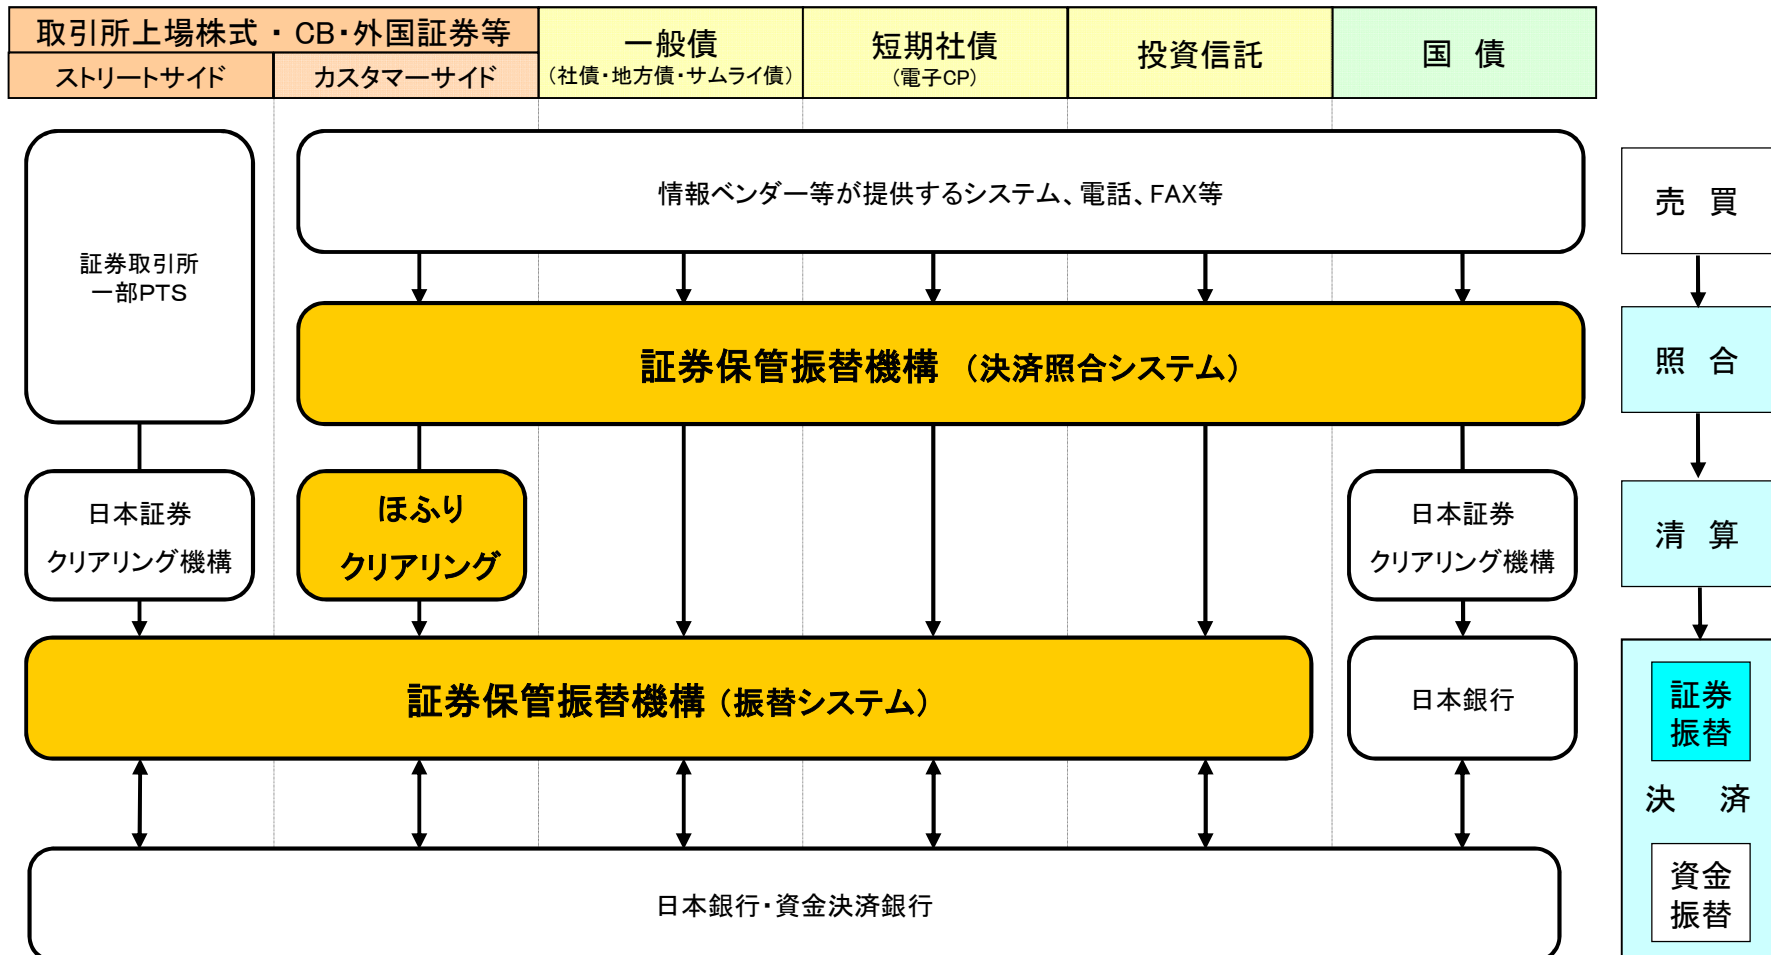 取引所上場株式・CB・外国証券等
ストリートサイド
カスタマーサイド
一般債
（社債・地方債・サムライ債）
短期社債
（電子CP）
投資信託
国債
証券取引所
一部PTS
情報ベンダー等が提供するシステム、電話、FAX等
売買
証券保管振替機構（決済照合システム）
照合
日本証券
クリアリング機構
ほふり
クリアリング
日本証券
クリアリング機構
清算
証券保管振替機構（振替システム）
日本銀行
証券
振替
決済
資金
振替
日本銀行・資金決済銀行